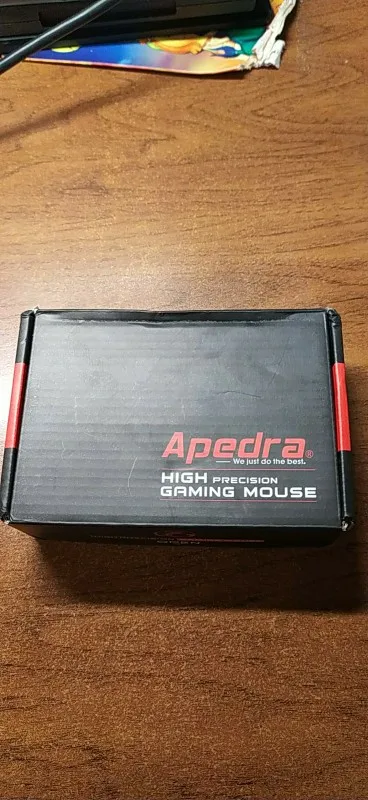 Apedra®
We just do the best.
HIGH PRECISION
GAMING MOUSE